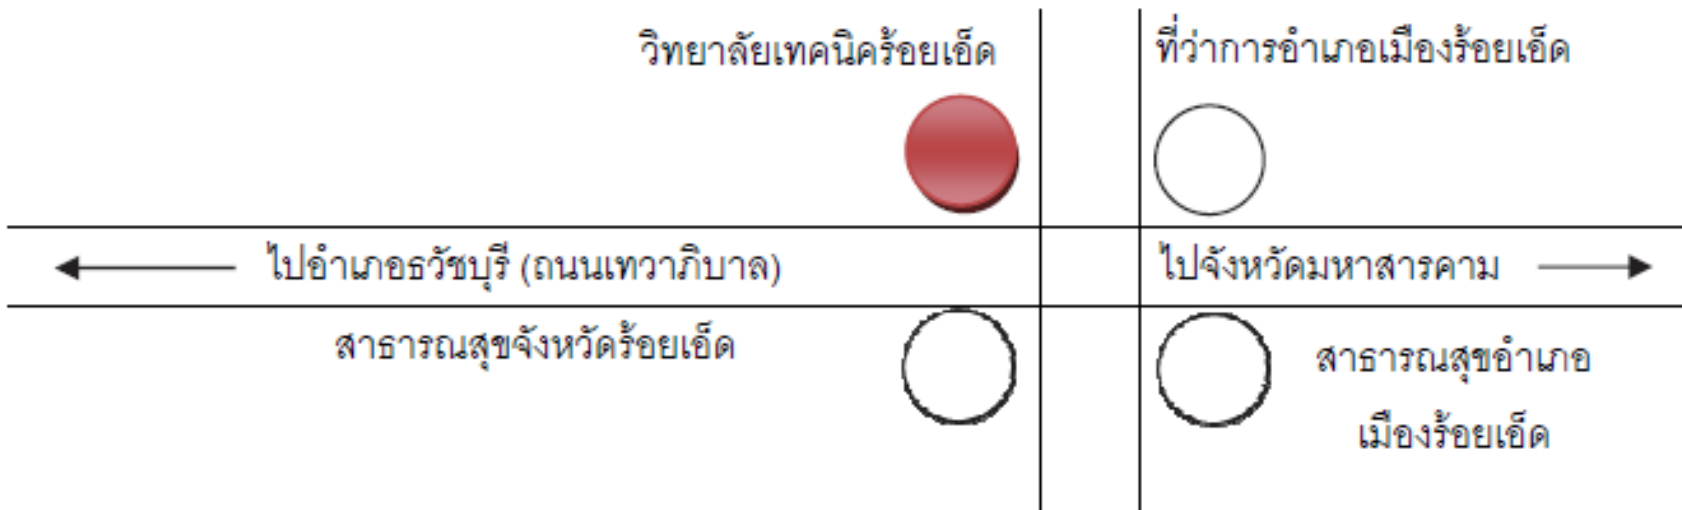 วิทยาลัยเทคนิคร้อยเอ็ด
ที่ว่าการอำเภอเมืองร้อยเอ็ด
ไปอำเภอธวัชบุรี (ถนนเทวาภิบาล)
ไปจังหวัดมหาสารคาม
สาธารณสุขจังหวัดร้อยเอ็ด
สาธารณสุขอำเภอ
เมืองร้อยเอ็ด